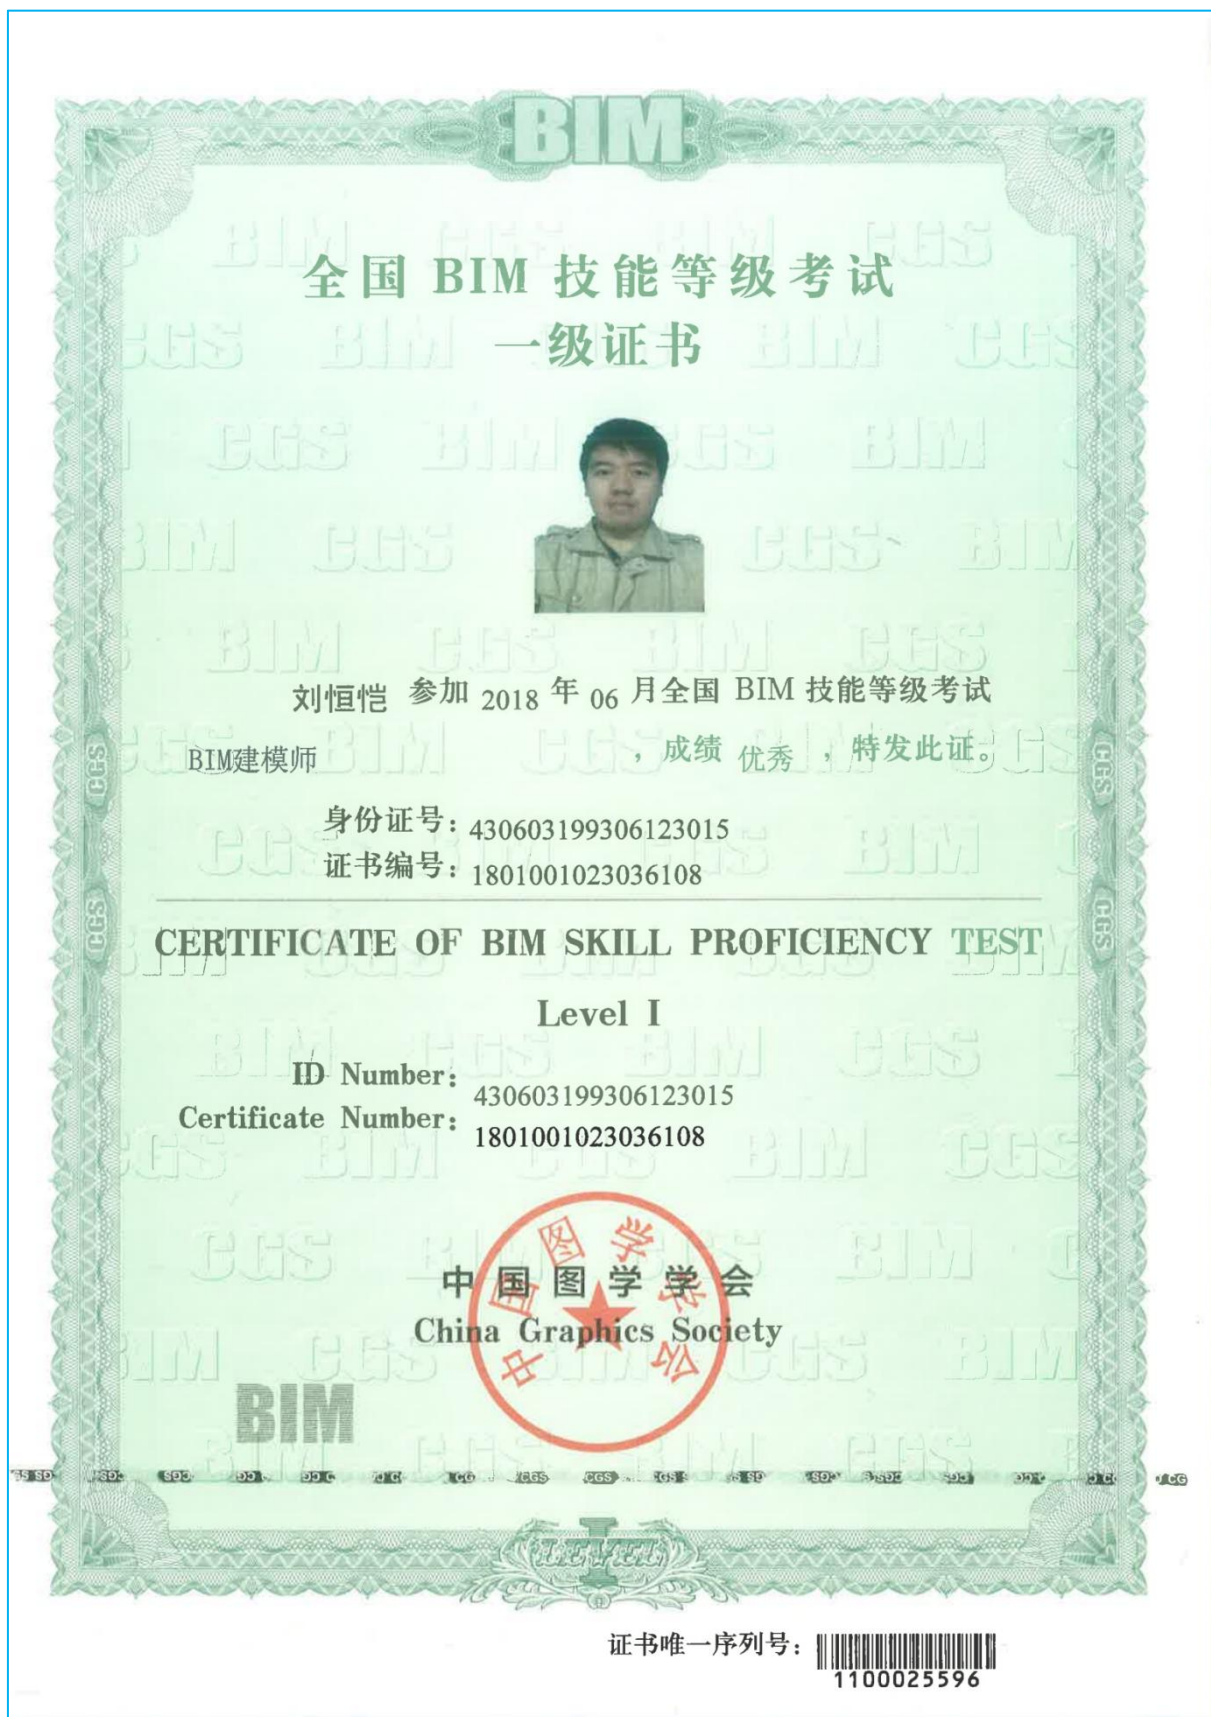 BIM
全国 BIM 技能等级考试
一级证书
刘恒恺 参加 2018 年 06 月全国 BIM 技能等级考试
BIM建模师 ，成绩 优秀 ，特发此证。
身份证号：430603199306123015
证书编号：1801001023036108
CERTIFICATE OF BIM SKILL PROFICIENCY TEST
Level I
ID Number：430603199306123015
Certificate Number：1801001023036108
中国图学学会
中国图学学会
China Graphics Society
BIM
LEVEL I
证书唯一序列号：
1100025596